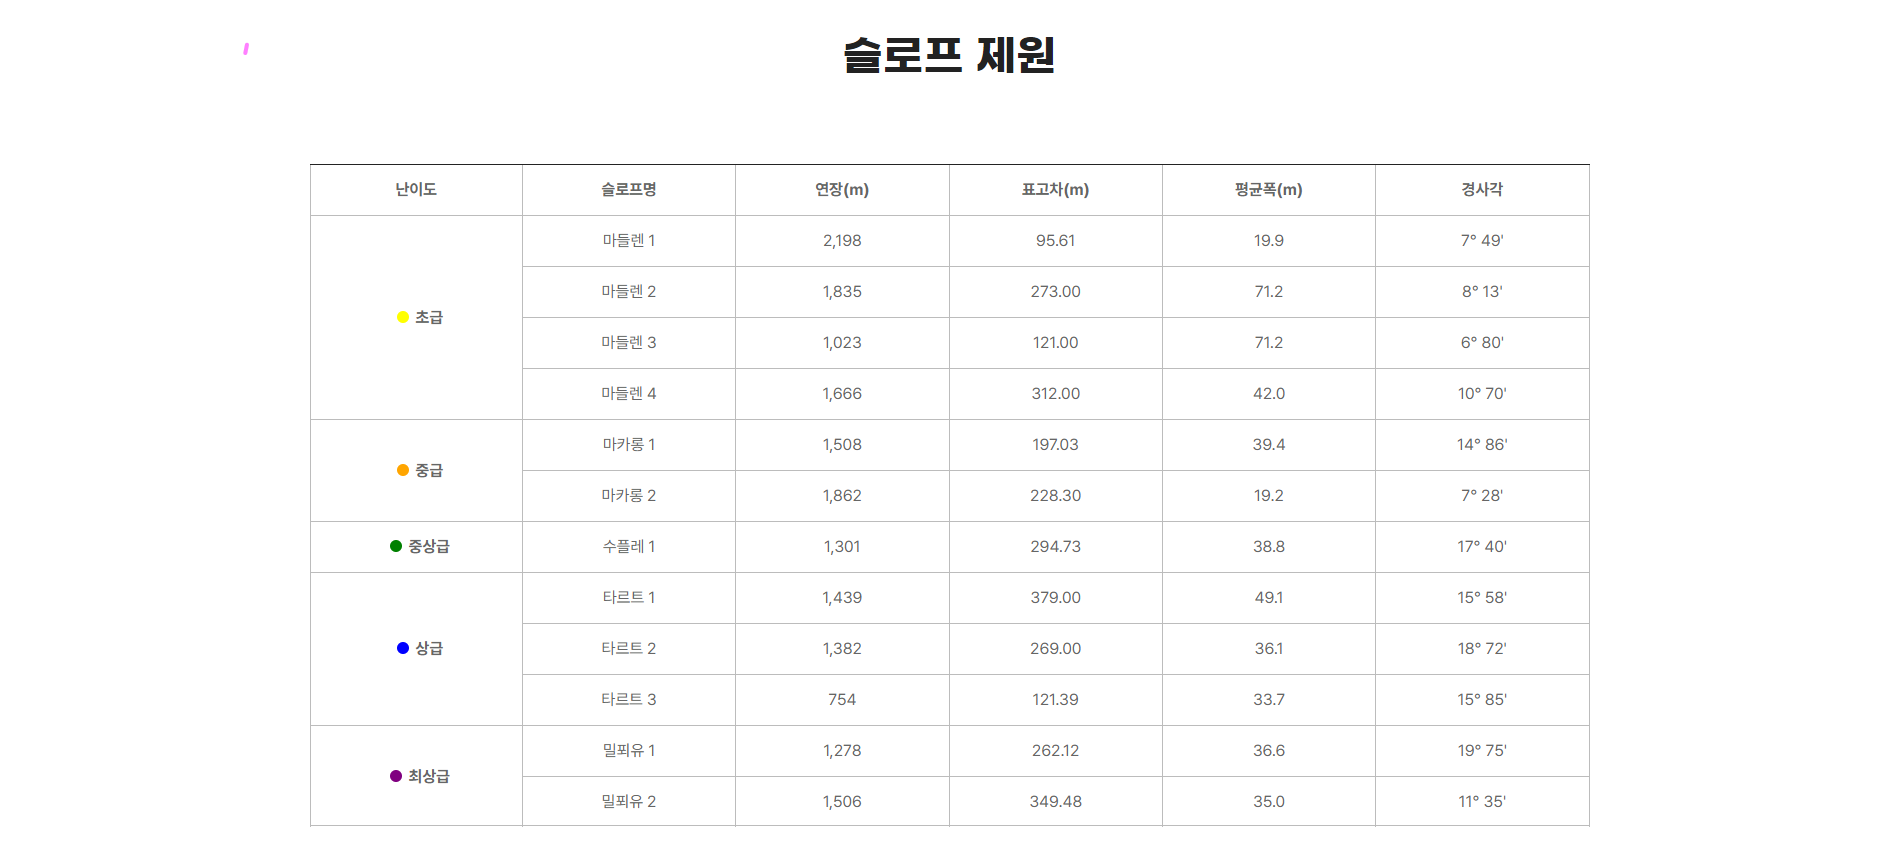 슬로프 제원
난이도 슬로프명 연장(m) 표고차(m) 평균폭(m) 경사각
초급 마들렌 1 2,198 95.61 19.9 7° 49'
마들렌 2 1,835 273.00 71.2 8° 13'
마들렌 3 1,023 121.00 71.2 6° 80'
마들렌 4 1,666 312.00 42.0 10° 70'
중급 마카롱 1 1,508 197.03 39.4 14° 86'
마카롱 2 1,862 228.30 19.2 7° 28'
중상급 수플레 1 1,301 294.73 38.8 17° 40'
상급 타르트 1 1,439 379.00 49.1 15° 58'
타르트 2 1,382 269.00 36.1 18° 72'
타르트 3 754 121.39 33.7 15° 85'
최상급 밀푀유 1 1,278 262.12 36.6 19° 75'
밀푀유 2 1,506 349.48 35.0 11° 35'